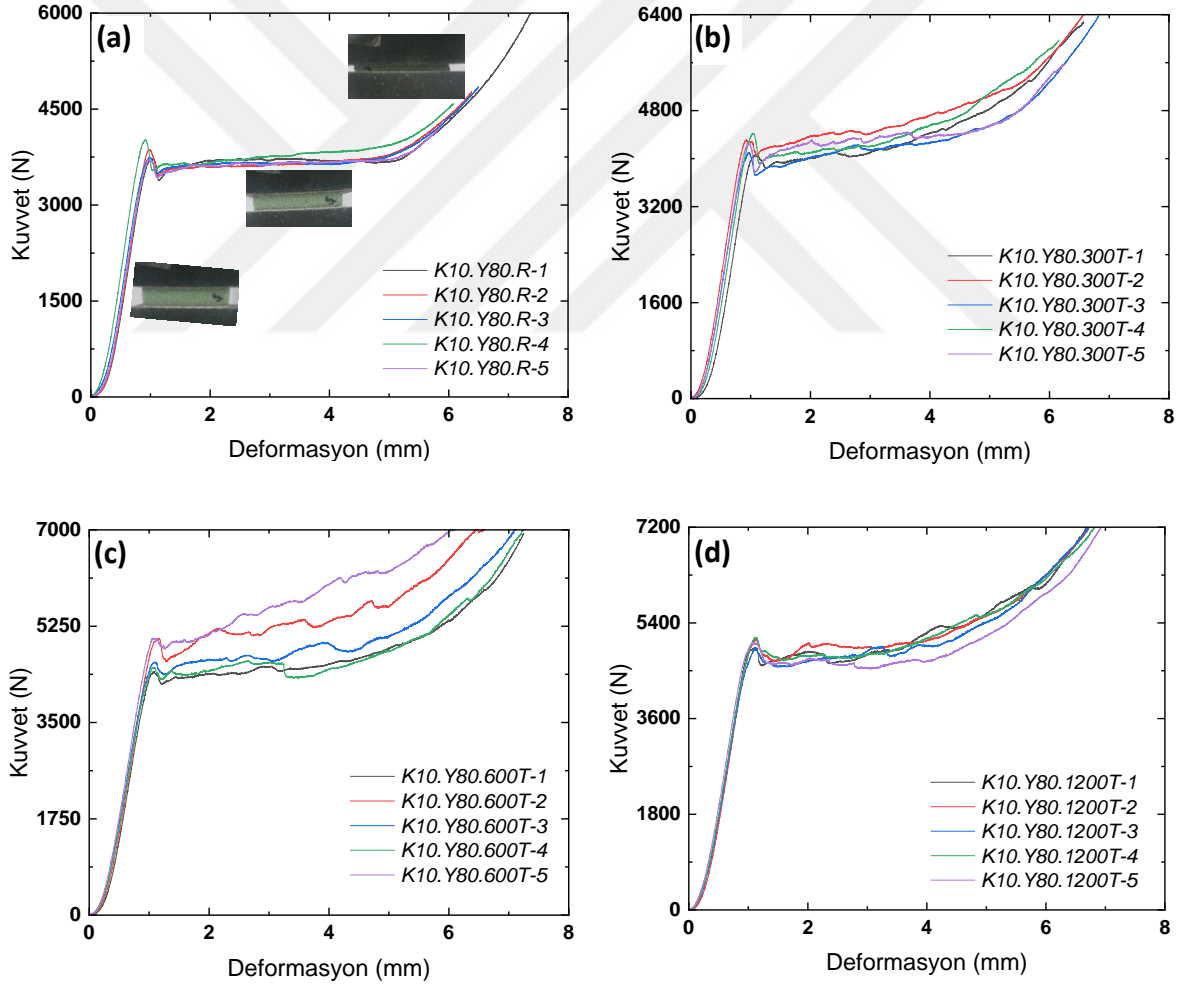 (a)
6000
4500
3000
1500
0
Kuvvet (N)
K10.Y80.R-1
K10.Y80.R-2
K10.Y80.R-3
K10.Y80.R-4
K10.Y80.R-5
0 2 4 6 8
Deformasyon (mm)
(b)
6400
4800
3200
1600
0
Kuvvet (N)
K10.Y80.300T-1
K10.Y80.300T-2
K10.Y80.300T-3
K10.Y80.300T-4
K10.Y80.300T-5
0 2 4 6 8
Deformasyon (mm)
(c)
7000
5250
3500
1750
0
Kuvvet (N)
K10.Y80.600T-1
K10.Y80.600T-2
K10.Y80.600T-3
K10.Y80.600T-4
K10.Y80.600T-5
0 2 4 6 8
Deformasyon (mm)
(d)
7200
5400
3600
1800
0
Kuvvet (N)
K10.Y80.1200T-1
K10.Y80.1200T-2
K10.Y80.1200T-3
K10.Y80.1200T-4
K10.Y80.1200T-5
0 2 4 6 8
Deformasyon (mm)